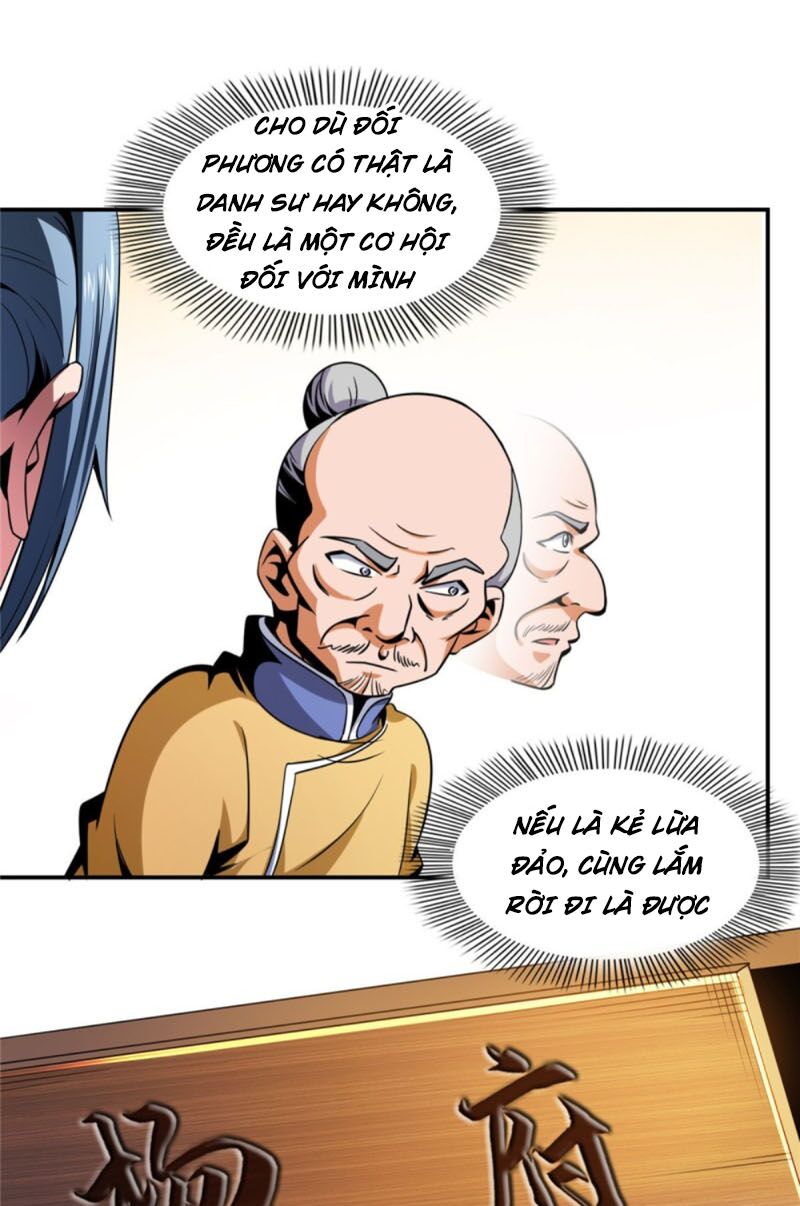 CHO DÙ ĐỐI
PHƯƠNG CÓ THẬT LÀ
DANH SƯ HAY KHÔNG,
ĐỀU LÀ MỘT CƠ HỘI
ĐỐI VỚI MÌNH
NẾU LÀ KẺ LỪA
ĐẢO, CÙNG LẮM
RỜI ĐI LÀ ĐƯỢC
府